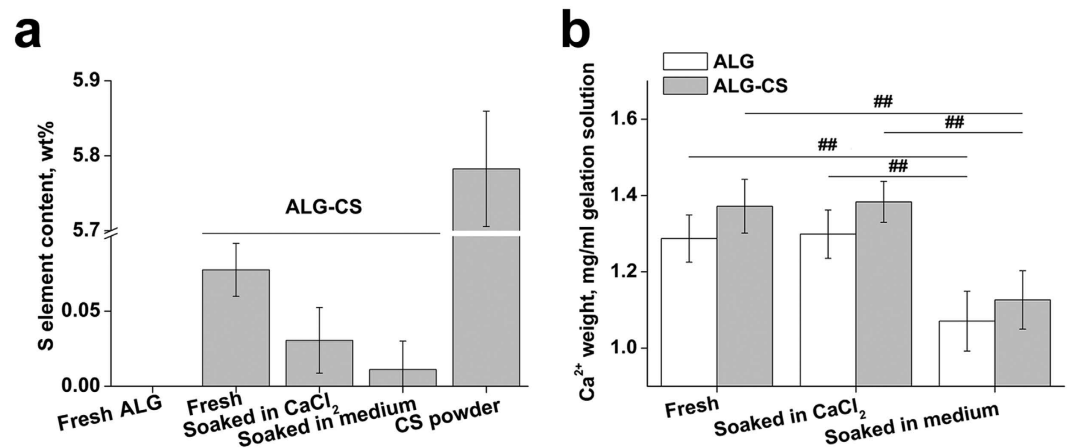 a
S element content, wt%
5.9
5.8
5.7
0.05
0.00
ALG-CS
Fresh ALG
Fresh
Soaked in CaCl₂
Soaked in medium
CS powder
b
ALG
ALG-CS
Ca²⁺ weight, mg/ml gelation solution
1.6
1.4
1.2
1.0
##
##
##
##
Fresh
Soaked in CaCl₂
Soaked in medium